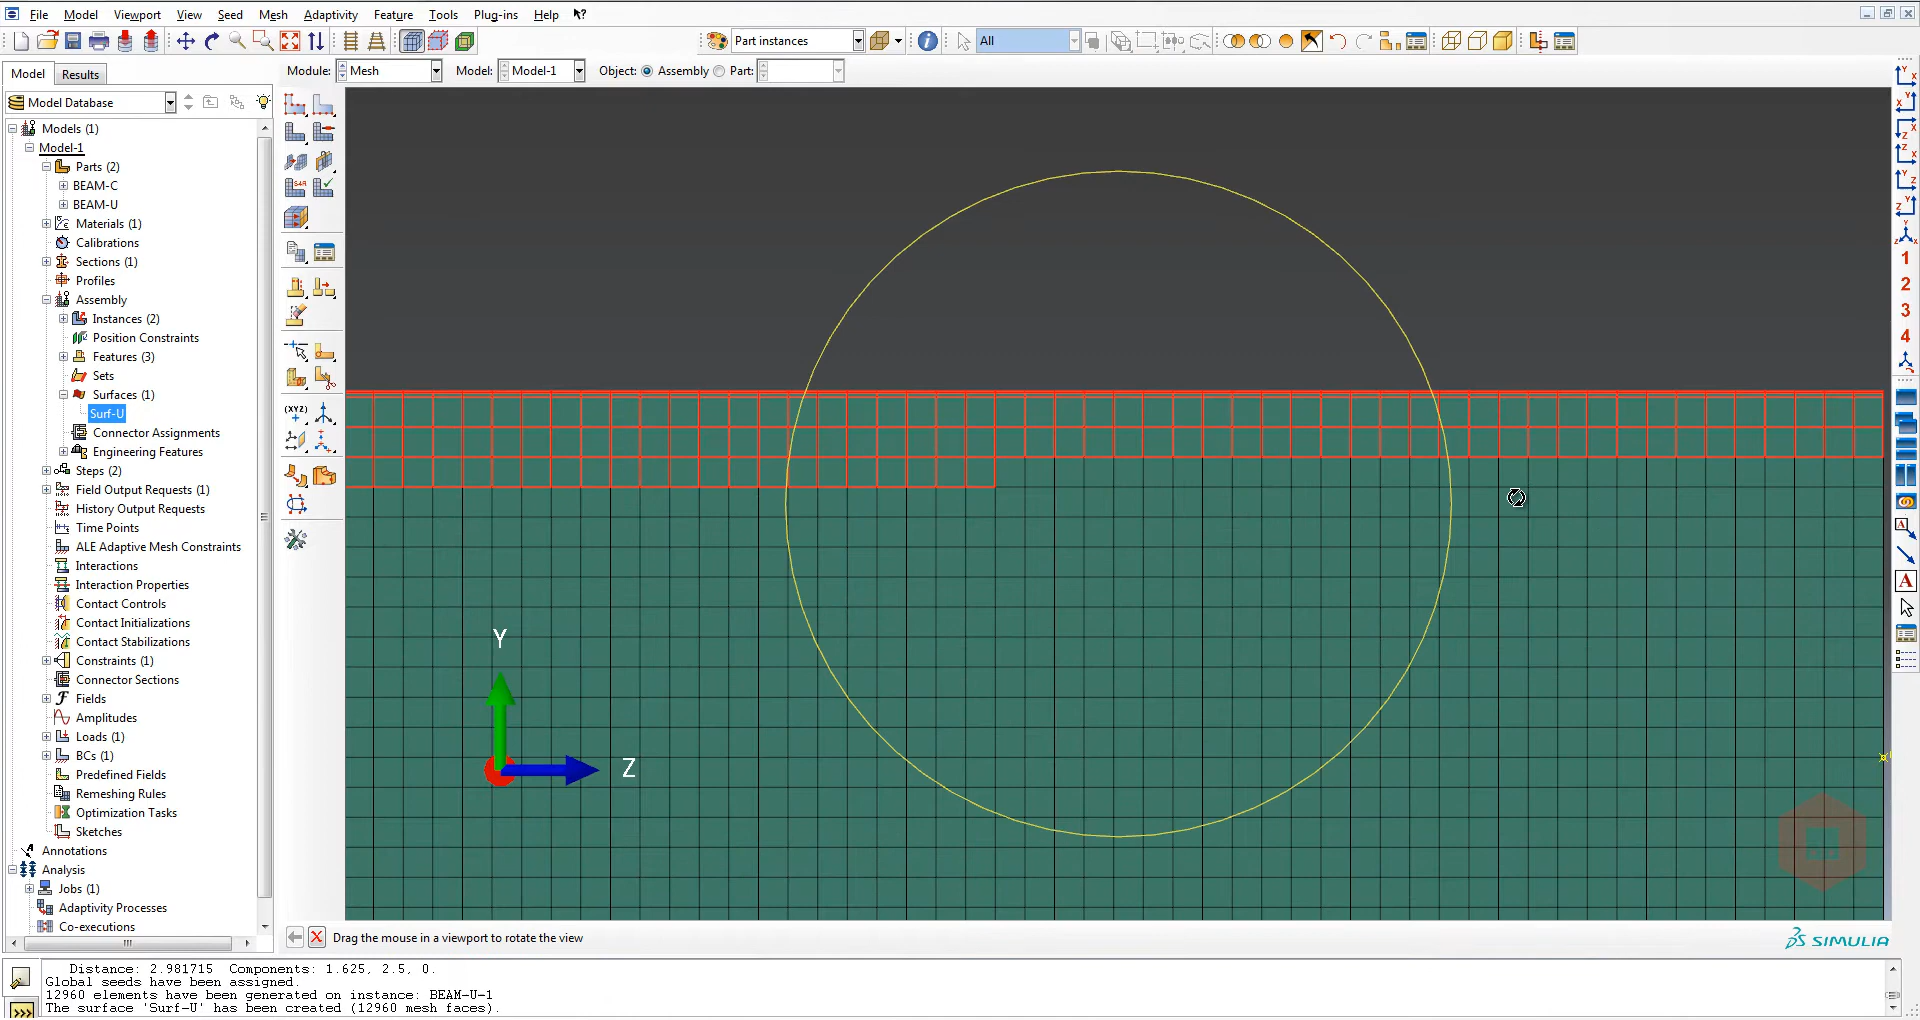 File Model Viewport View Seed Mesh Adaptivity Feature Tools Plug-ins Help
Part instances
All
Model Results
Module: Mesh Model: Model-1 Object: Assembly Part:
Model Database
Models (1)
Model-1
Parts (2)
BEAM-C
BEAM-U
Materials (1)
Calibrations
Sections (1)
Profiles
Assembly
Instances (2)
Position Constraints
Features (3)
Sets
Surfaces (1)
Surf-U
Connector Assignments
Engineering Features
Steps (2)
Field Output Requests (1)
History Output Requests
Time Points
ALE Adaptive Mesh Constraints
Interactions
Interaction Properties
Contact Controls
Contact Initializations
Contact Stabilizations
Constraints (1)
Connector Sections
Fields
Amplitudes
Loads (1)
BCs (1)
Predefined Fields
Remeshing Rules
Optimization Tasks
Sketches
Annotations
Analysis
Jobs (1)
Adaptivity Processes
Co-executions
(XYZ)
Y
Z
1
2
3
4
A
Drag the mouse in a viewport to rotate the view
SIMULIA
Distance: 2.981715 Components: 1.625, 2.5, 0.
Global seeds have been assigned.
12960 elements have been generated on instance: BEAM-U-1
The surface 'Surf-U' has been created (12960 mesh faces).
>>>